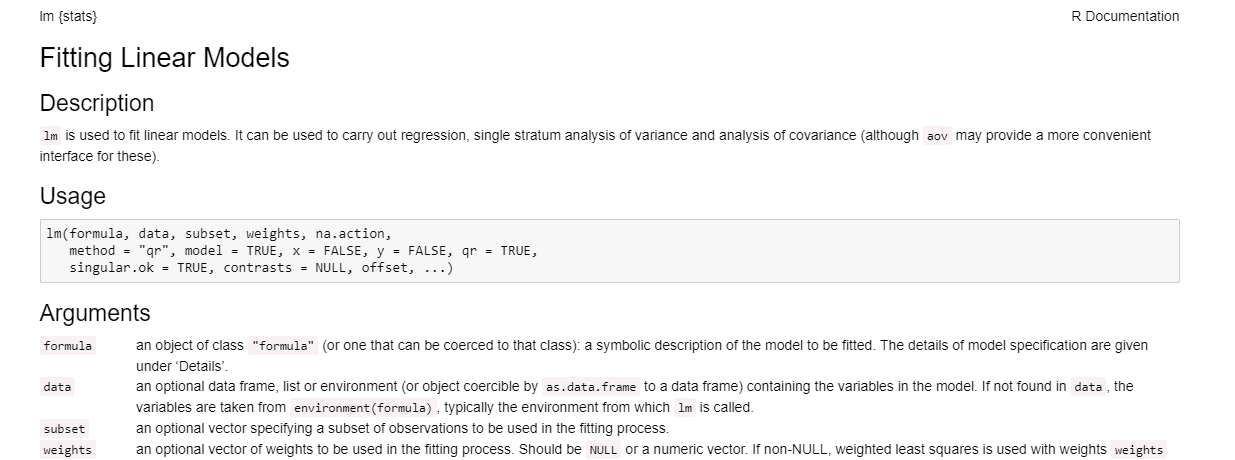 lm {stats}
R Documentation
Fitting Linear Models
Description
lm is used to fit linear models. It can be used to carry out regression, single stratum analysis of variance and analysis of covariance (although aov may provide a more convenient
interface for these).
Usage
lm(formula, data, subset, weights, na.action,
   method = "qr", model = TRUE, x = FALSE, y = FALSE, qr = TRUE,
   singular.ok = TRUE, contrasts = NULL, offset, ...)
Arguments
formula an object of class "formula" (or one that can be coerced to that class): a symbolic description of the model to be fitted. The details of model specification are given
under ‘Details’.
data an optional data frame, list or environment (or object coercible by as.data.frame to a data frame) containing the variables in the model. If not found in data, the
variables are taken from environment(formula), typically the environment from which lm is called.
subset an optional vector specifying a subset of observations to be used in the fitting process.
weights an optional vector of weights to be used in the fitting process. Should be NULL or a numeric vector. If non-NULL, weighted least squares is used with weights weights